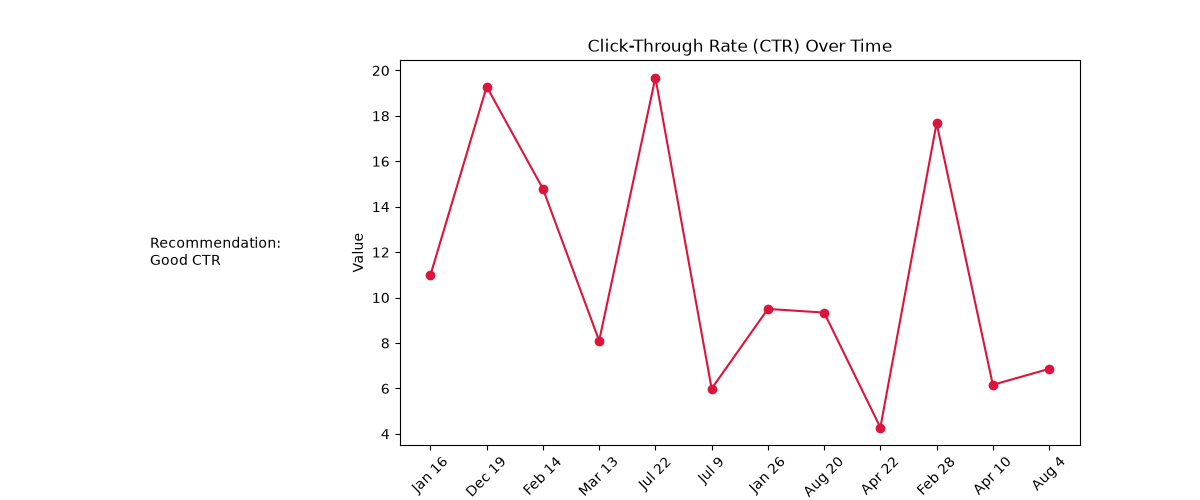 Click-Through Rate (CTR) Over Time
Recommendation:
Good CTR
Value
20
18
16
14
12
10
8
6
4
Jan 16
Dec 19
Feb 14
Mar 13
Jul 22
Jul 9
Jan 26
Aug 20
Apr 22
Feb 28
Apr 10
Aug 4